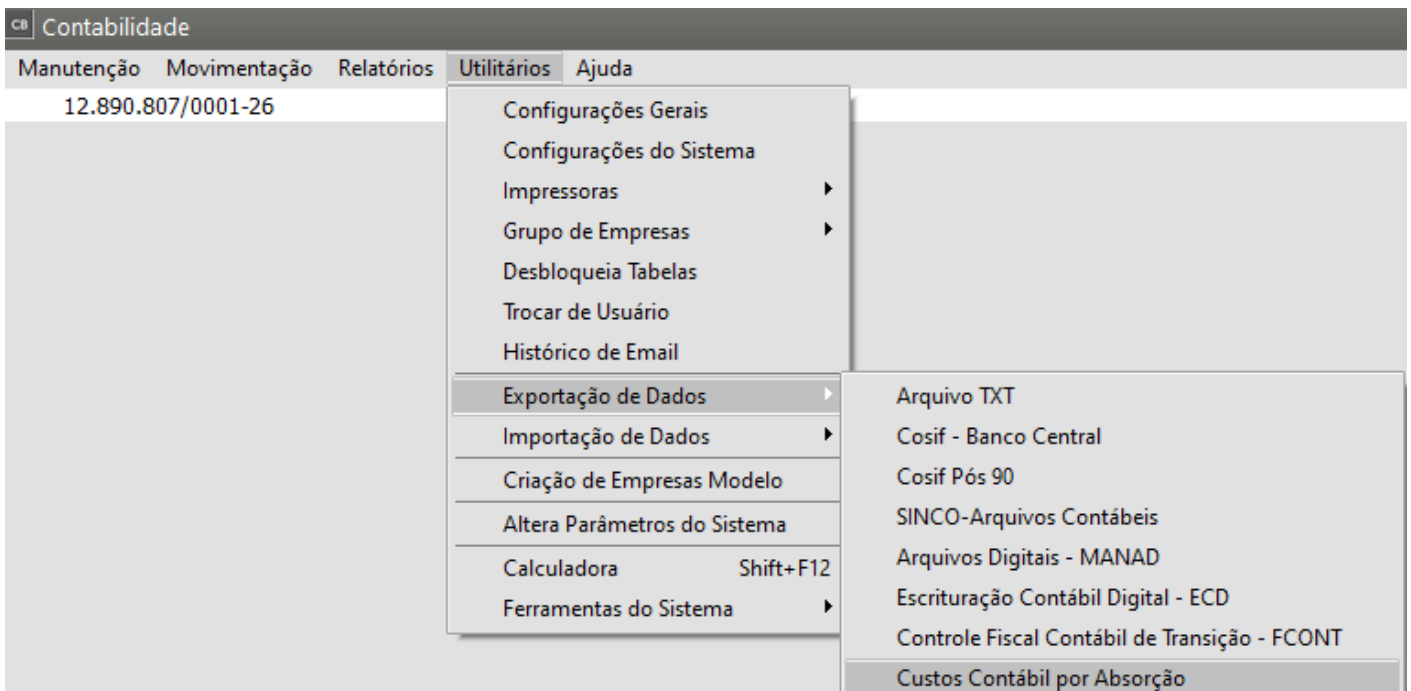 CB Contabilidade
Manutenção Movimentação Relatórios Utilitários Ajuda
12.890.807/0001-26
Configurações Gerais
Configurações do Sistema
Impressoras
Grupo de Empresas
Desbloqueia Tabelas
Trocar de Usuário
Histórico de Email
Exportação de Dados
Importação de Dados
Criação de Empresas Modelo
Altera Parâmetros do Sistema
Calculadora Shift+F12
Ferramentas do Sistema
Arquivo TXT
Cosif - Banco Central
Cosif Pós 90
SINCO-Arquivos Contábeis
Arquivos Digitais - MANAD
Escrituração Contábil Digital - ECD
Controle Fiscal Contábil de Transição - FCONT
Custos Contábil por Absorção